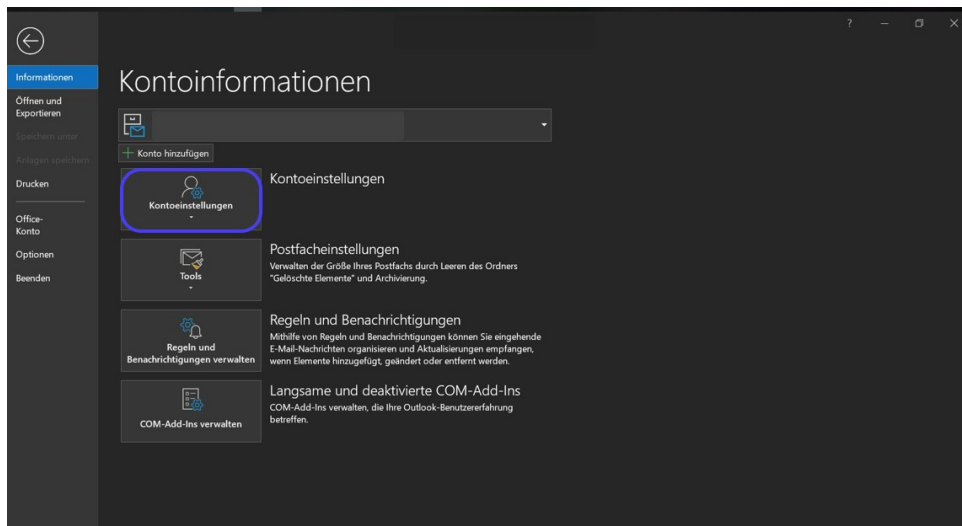 ?
Informationen
Öffnen und
Exportieren
Speichern unter
Anlagen speichern
Drucken
Office-
Konto
Optionen
Beenden
Kontoinformationen
Konto hinzufügen
Kontoeinstellungen
Kontoeinstellungen
Tools
Postfacheinstellungen
Verwalten der Größe Ihres Postfachs durch Leeren des Ordners
"Gelöschte Elemente" und Archivierung.
Regeln und
Benachrichtigungen verwalten
Regeln und Benachrichtigungen
Mithilfe von Regeln und Benachrichtigungen können Sie eingehende
E-Mail-Nachrichten organisieren und Aktualisierungen empfangen,
wenn Elemente hinzugefügt, geändert oder entfernt werden.
COM-Add-Ins verwalten
Langsame und deaktivierte COM-Add-Ins
COM-Add-Ins verwalten, die Ihre Outlook-Benutzererfahrung
betreffen.